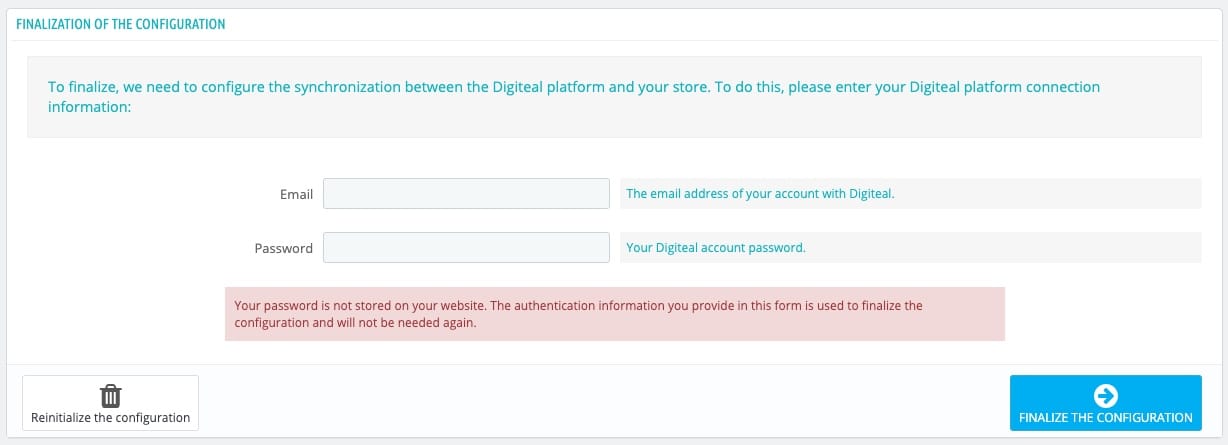 FINALIZATION OF THE CONFIGURATION
To finalize, we need to configure the synchronization between the Digiteal platform and your store. To do this, please enter your Digiteal platform connection
information:
Email
The email address of your account with Digiteal.
Password
Your Digiteal account password.
Your password is not stored on your website. The authentication information you provide in this form is used to finalize the
configuration and will not be needed again.
Reinitialize the configuration
FINALIZE THE CONFIGURATION